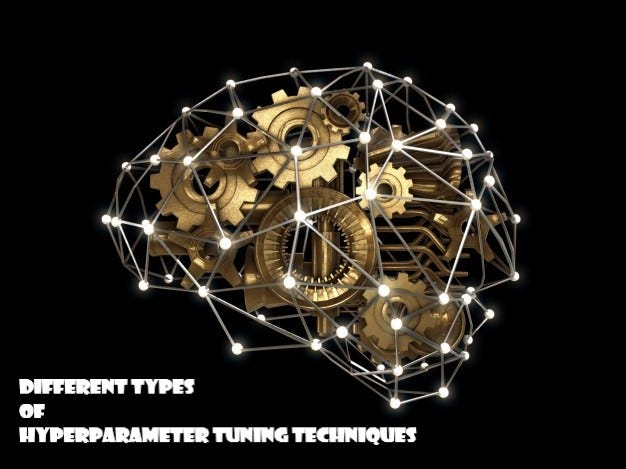 DIFFERENT TYPES
OF
HYPERPARAMETER TUNING TECHNIQUES